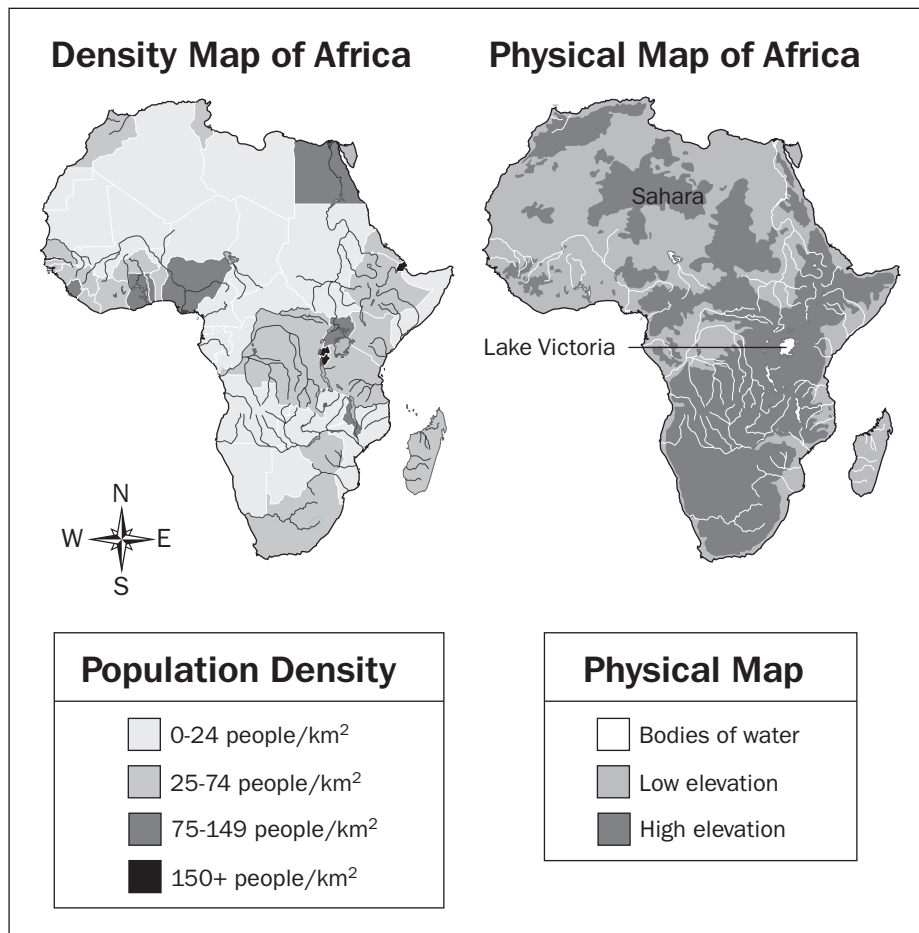 Density Map of Africa
Physical Map of Africa
Sahara
Lake Victoria
N
W E
S
Population Density
0-24 people/km²
25-74 people/km²
75-149 people/km²
150+ people/km²
Physical Map
Bodies of water
Low elevation
High elevation